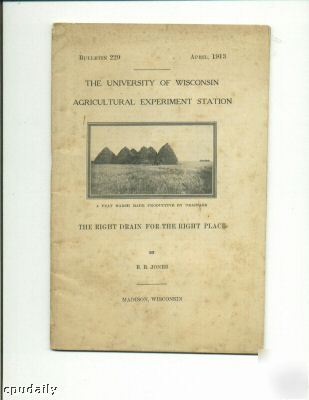 BULLETIN 229 APRIL, 1913
THE UNIVERSITY OF WISCONSIN
AGRICULTURAL EXPERIMENT STATION
A PEAT MARSH MADE PRODUCTIVE BY DRAINAGE
THE RIGHT DRAIN FOR THE RIGHT PLACE
BY
E. R. JONES
MADISON, WISCONSIN
cpudaily